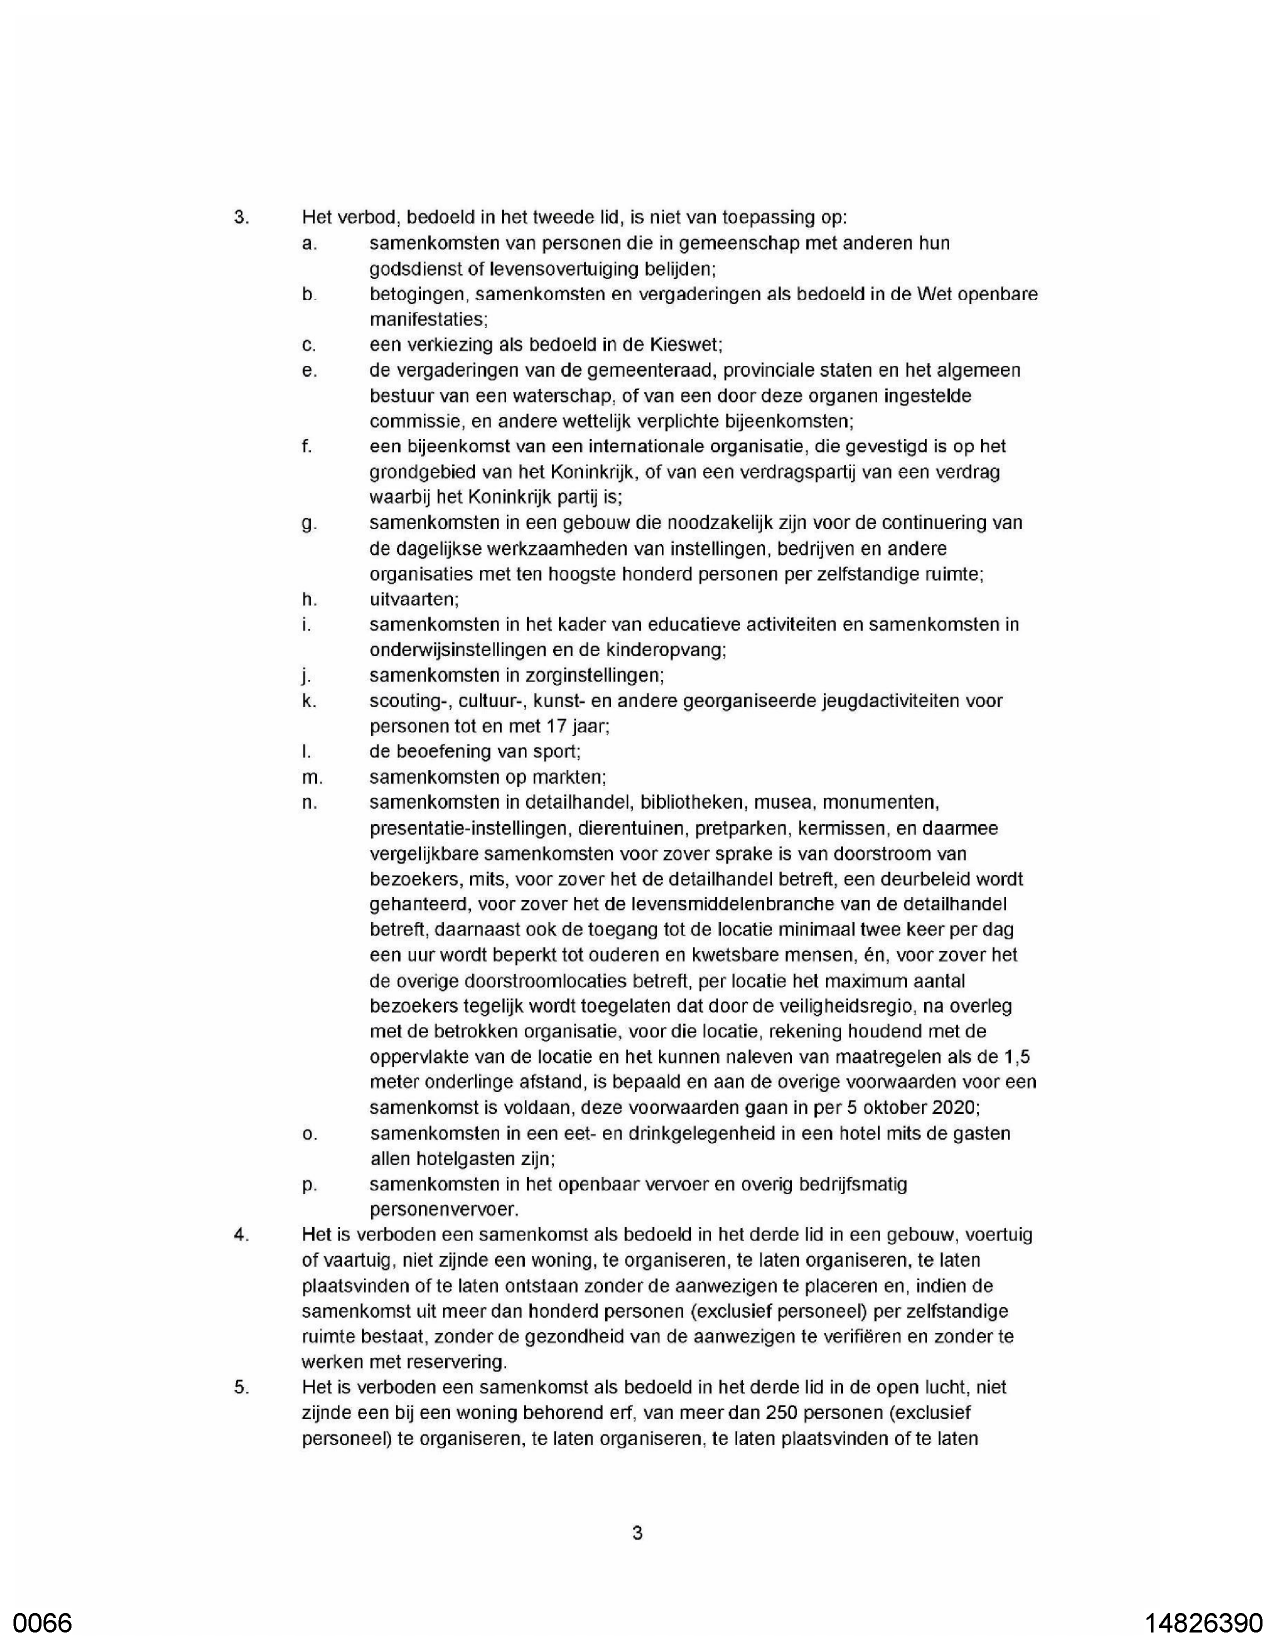 3. Het verbod, bedoeld in het tweede lid, is niet van toepassing op:
a. samenkomsten van personen die in gemeenschap met anderen hun
godsdienst of levensovertuiging belijden;
b. betogingen, samenkomsten en vergaderingen als bedoeld in de Wet openbare
manifestaties;
c. een verkiezing als bedoeld in de Kieswet;
e. de vergaderingen van de gemeenteraad, provinciale staten en het algemeen
bestuur van een waterschap, of van een door deze organen ingestelde
commissie, en andere wettelijk verplichte bijeenkomsten;
f. een bijeenkomst van een internationale organisatie, die gevestigd is op het
grondgebied van het Koninkrijk, of van een verdragspartij van een verdrag
waarbij het Koninkrijk partij is;
g. samenkomsten in een gebouw die noodzakelijk zijn voor de continuering van
de dagelijkse werkzaamheden van instellingen, bedrijven en andere
organisaties met ten hoogste honderd personen per zelfstandige ruimte;
h. uitvaarten;
i. samenkomsten in het kader van educatieve activiteiten en samenkomsten in
onderwijsinstellingen en de kinderopvang;
j. samenkomsten in zorginstellingen;
k. scouting-, cultuur-, kunst- en andere georganiseerde jeugdactiviteiten voor
personen tot en met 17 jaar;
l. de beoefening van sport;
m. samenkomsten op markten;
n. samenkomsten in detailhandel, bibliotheken, musea, monumenten,
presentatie-instellingen, dierentuinen, pretparken, kermissen, en daarmee
vergelijkbare samenkomsten voor zover sprake is van doorstroom van
bezoekers, mits, voor zover het de detailhandel betreft, een deurbeleid wordt
gehanteerd, voor zover het de levensmiddelenbranche van de detailhandel
betreft, daarnaast ook de toegang tot de locatie minimaal twee keer per dag
een uur wordt beperkt tot ouderen en kwetsbare mensen, én, voor zover het
de overige doorstroomlocaties betreft, per locatie het maximum aantal
bezoekers tegelijk wordt toegelaten dat door de veiligheidsregio, na overleg
met de betrokken organisatie, voor die locatie, rekening houdend met de
oppervlakte van de locatie en het kunnen naleven van maatregelen als de 1,5
meter onderlinge afstand, is bepaald en aan de overige voorwaarden voor een
samenkomst is voldaan, deze voorwaarden gaan in per 5 oktober 2020;
o. samenkomsten in een eet- en drinkgelegenheid in een hotel mits de gasten
allen hotelgasten zijn;
p. samenkomsten in het openbaar vervoer en overig bedrijfsmatig
personenvervoer.
4. Het is verboden een samenkomst als bedoeld in het derde lid in een gebouw, voertuig
of vaartuig, niet zijnde een woning, te organiseren, te laten organiseren, te laten
plaatsvinden of te laten ontstaan zonder de aanwezigen te placeren en, indien de
samenkomst uit meer dan honderd personen (exclusief personeel) per zelfstandige
ruimte bestaat, zonder de gezondheid van de aanwezigen te verifiëren en zonder te
werken met reservering.
5. Het is verboden een samenkomst als bedoeld in het derde lid in de open lucht, niet
zijnde een bij een woning behorend erf, van meer dan 250 personen (exclusief
personeel) te organiseren, te laten organiseren, te laten plaatsvinden of te laten
3
0066 14826390